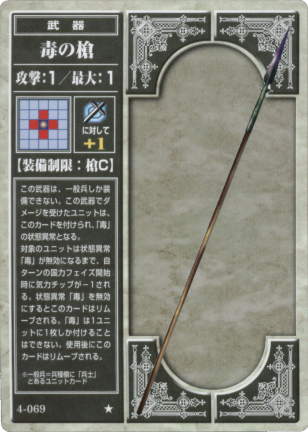 武器
毒の槍
攻撃:1/最大:1
に対して
+1
【装備制限:槍C】
この武器は、一般兵しか装
備できない。この武器でダ
メージを受けたユニットは、
このカードを付けられ、「毒」
の状態異常となる。
対象のユニットは状態異常
「毒」が無効になるまで、自
ターンの国力フェイズ開始
時に気力チップが−1され
る。状態異常「毒」を無効
にするとこのカードはリムー
ブされる。「毒」は1ユニッ
トに1枚しか付けることは
できない。使用後にこのカ
ードはリムーブされる。
※一般兵=兵種欄に「兵士」
とあるユニットカード
4-069
★